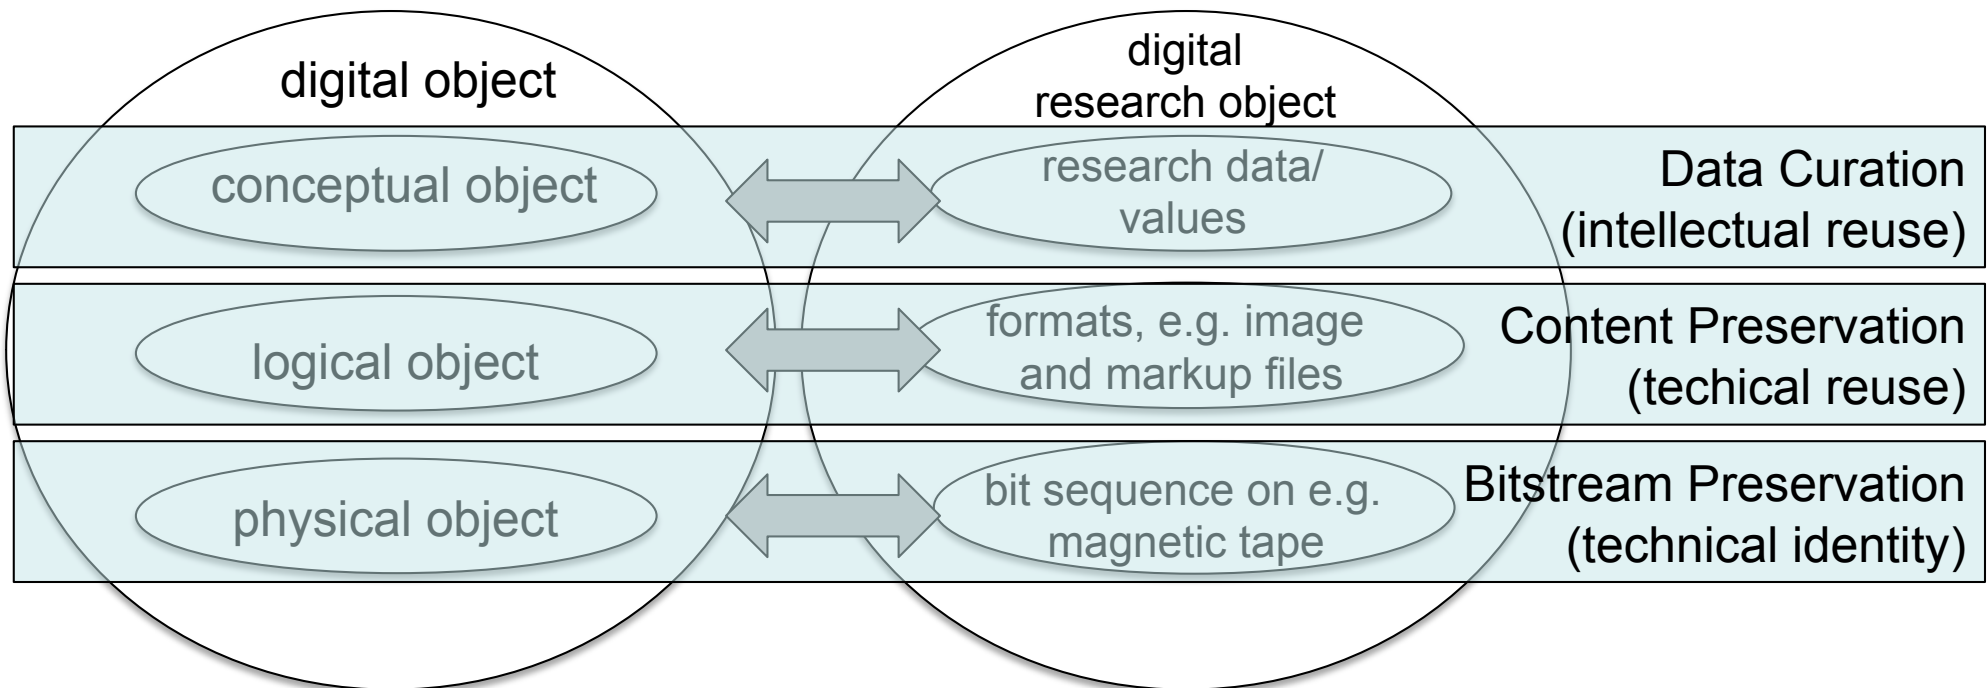 digital object
digital
research object
conceptual object
research data/
values
Data Curation
(intellectual reuse)
logical object
formats, e.g. image
and markup files
Content Preservation
(techical reuse)
physical object
bit sequence on e.g.
magnetic tape
Bitstream Preservation
(technical identity)